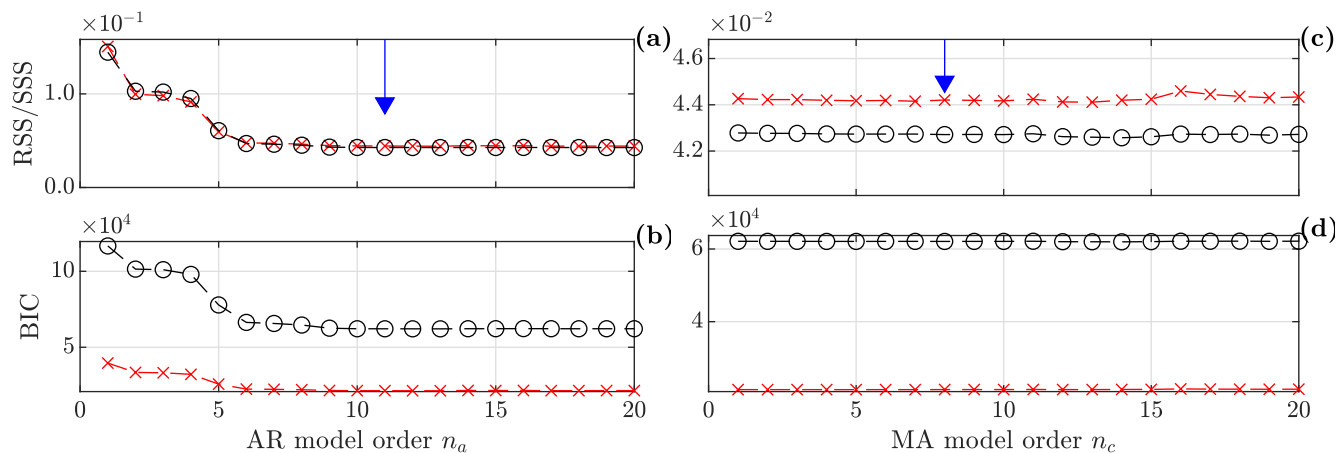 ×10⁻¹
(a)
1.0
0.0
RSS/SSS
×10⁻²
(c)
4.6
4.4
4.2
×10⁴
(b)
10
5
BIC
0 5 10 15 20
AR model order nₐ
×10⁴
(d)
6
4
0 5 10 15 20
MA model order n_c